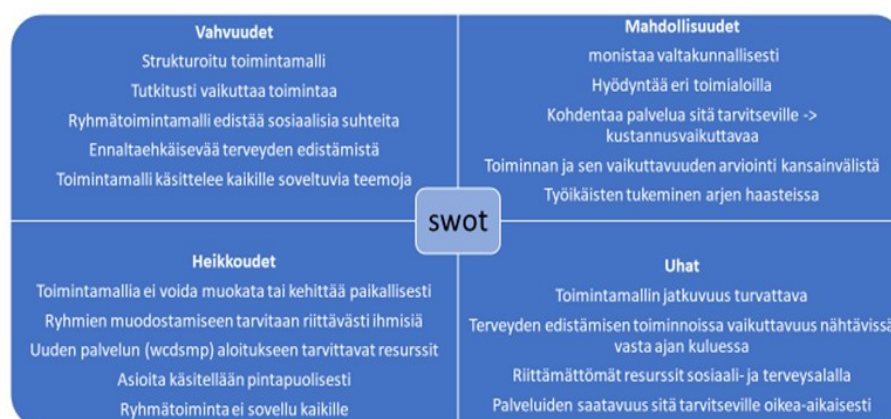 Vahvuudet
Strukturoitu toimintamalli
Tutkitusti vaikuttaa toimintaa
Ryhmätoimintamalli edistää sosiaalisia suhteita
Ennaltaehkäisevää terveyden edistämistä
Toimintamalli käsittelee kaikille soveltuvia teemoja
Mahdollisuudet
monistaa valtakunnallisesti
Hyödyntää eri toimialoilla
Kohdentaa palvelua sitä tarvitseville ->
kustannusvaikuttavaa
Toiminnan ja sen vaikuttavuuden arviointi kansainvälistä
Työikäisten tukeminen arjen haasteissa
swot
Heikkoudet
Toimintamallia ei voida muokata tai kehittää paikallisesti
Ryhmien muodostamiseen tarvitaan riittävästi ihmisiä
Uuden palvelun (wcdsmp) aloitukseen tarvittavat resurssit
Asioita käsitellään pintapuolisesti
Ryhmätoiminta ei sovellu kaikille
Uhat
Toimintamallin jatkuvuus turvattava
Terveyden edistämisen toiminnoissa vaikuttavuus nähtävissä
vasta ajan kuluessa
Riittämättömät resurssit sosiaali- ja terveysalalla
Palveluiden saatavuus sitä tarvitseville oikea-aikaisesti